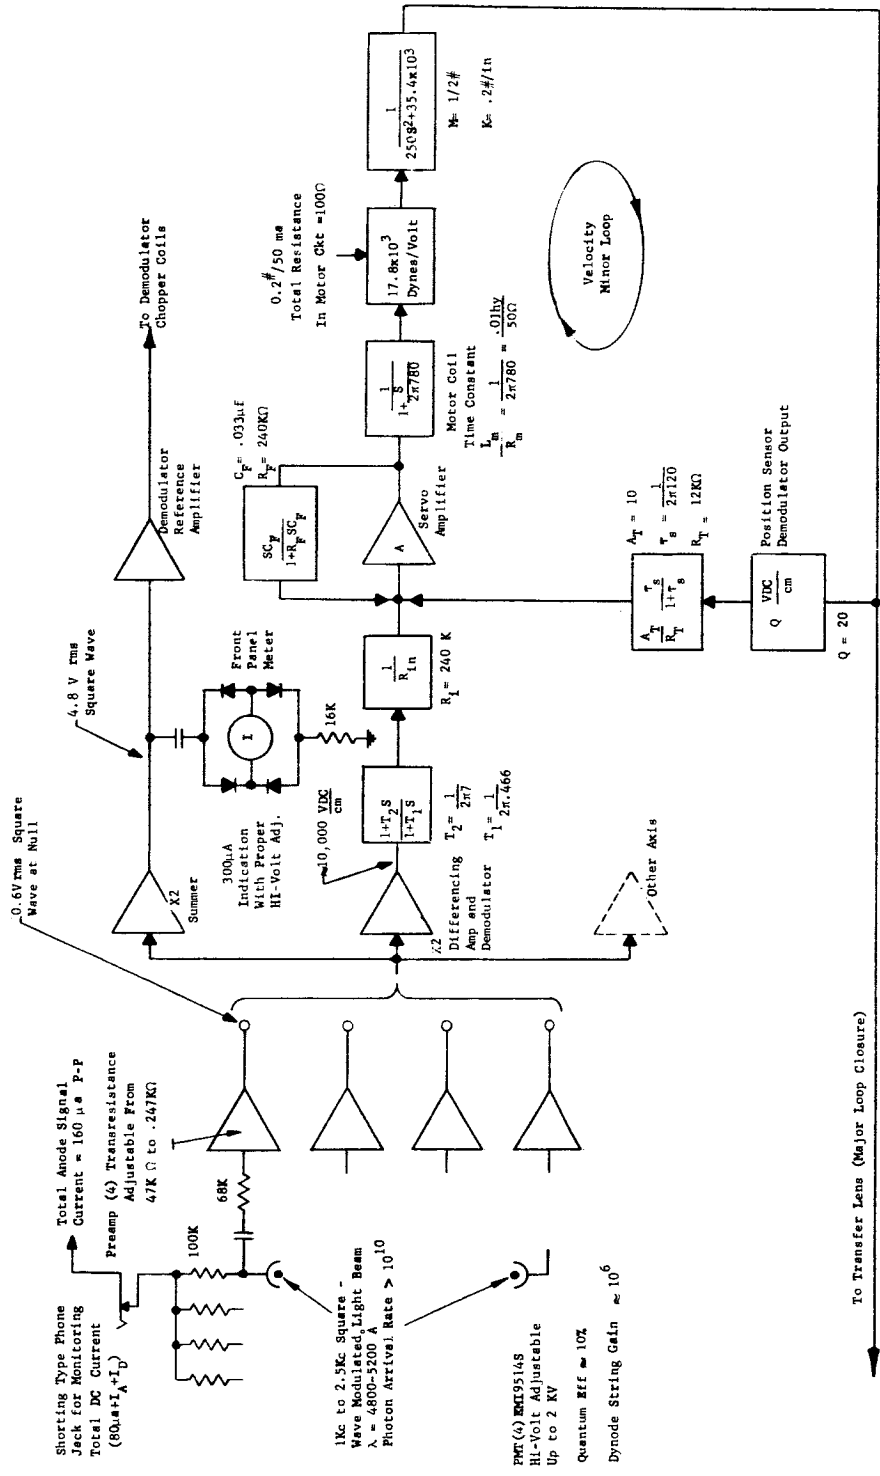 Shorting Type Phone
Jack for Monitoring
Total DC Current
(80μa+I_A+I_D)
Total Anode Signal
Current = 160 μa P-P
Preamp (4) Transresistance
Adjustable From
47K Ω to .247KΩ
100K
68K
1Kc to 2.5Kc Square -
Wave Modulated Light Beam
λ = 4800-5200 Å
Photon Arrival Rate > 10^10
PMT(4) EMI9514S
Hi-Volt Adjustable
Up to 2 KV
Quantum Eff ≈ 10%
Dynode String Gain ≈ 10^6
0.6V rms Square
Wave at Null
X2
Summer
4.8 V rms
Square Wave
Demodulator
Reference
Amplifier
To Demodulator
Chopper Coils
Front
Panel
Meter
I
16K
300μA
Indication
With Proper
HI-Volt Adj.
≈10,000 VDC/cm
X2
Differencing
Amp and
Demodulator
Other Axis
1+T_2S
1+T_1S
T_2 = 1/2π7
T_1 = 1/2π.466
1/R_in
R_i = 240 K
SC_F
1+R_FSC_F
C_F = .033μf
R_F = 240KΩ
A
Servo
Amplifier
1
1+ S/2π780
Motor Coil
Time Constant
L_m/R_m = 1/2π780 = .01hy/50Ω
0.2#/50 ma
Total Resistance
In Motor Ckt =100Ω
17.8x10^3
Dynes/Volt
1
250S^2+35.4x10^3
M= 1/2#
K= .2#/in
Velocity
Minor Loop
A_T/R_T τ_s/1+τ_s
A_T = 10
τ_s = 1/2π120
R_T = 12KΩ
Q VDC/cm
Position Sensor
Demodulator Output
Q = 20
To Transfer Lens (Major Loop Closure)